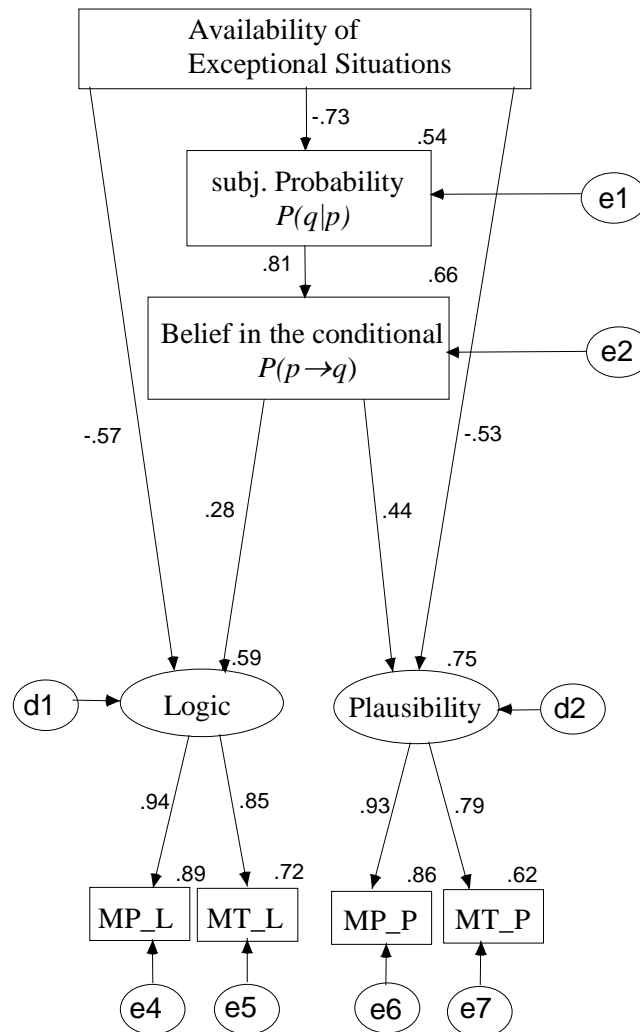 Availability of
Exceptional Situations
-.73
.54
subj. Probability
P(q|p)
e1
.81
.66
Belief in the conditional
P(p→q)
e2
-.57
-.53
.28
.44
.59
.75
d1
Logic
Plausibility
d2
.94
.85
.93
.79
.89
.72
.86
.62
MP_L
MT_L
MP_P
MT_P
e4
e5
e6
e7